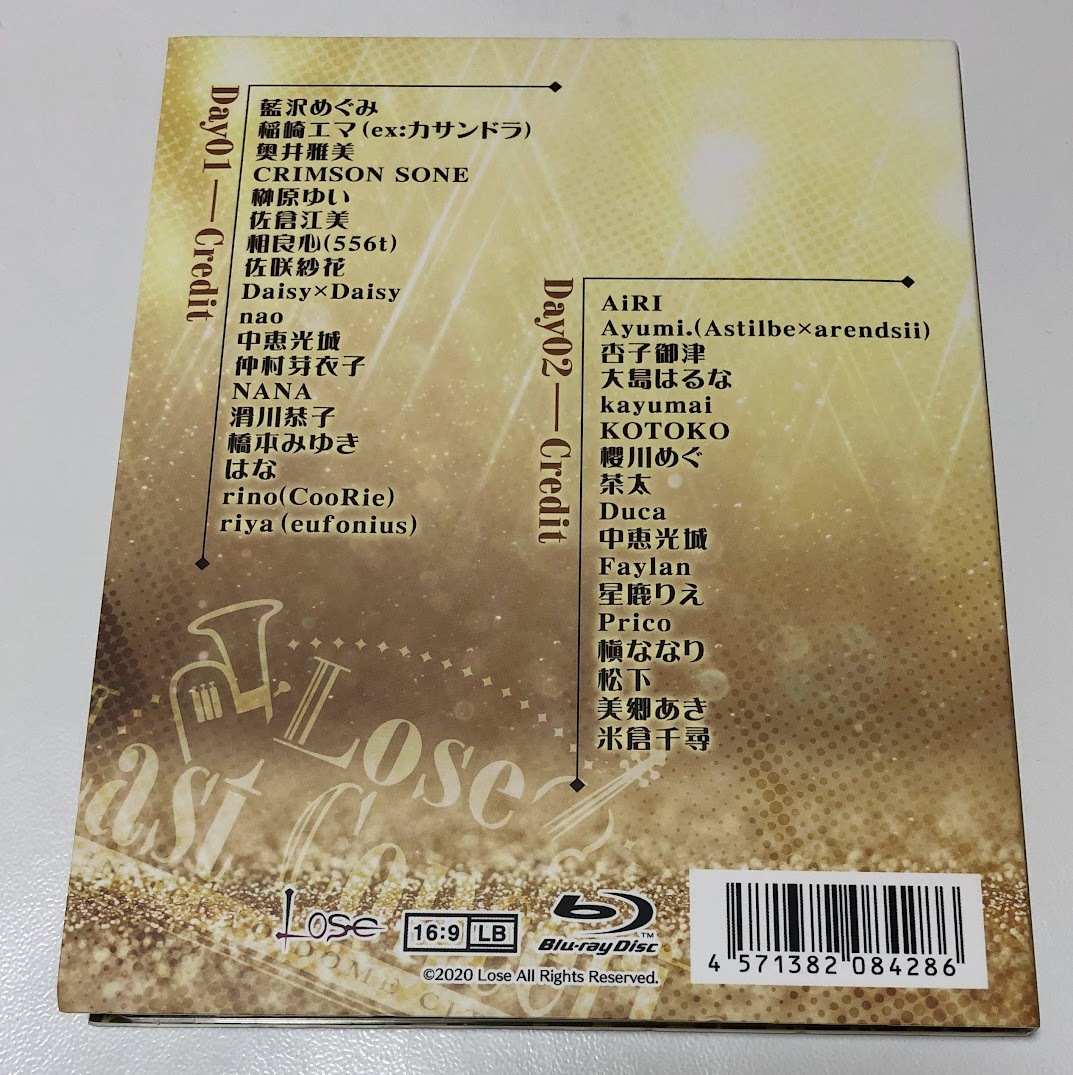 Day01 — Credit
藍沢めぐみ
稲崎エマ(ex:カサンドラ)
奥井雅美
CRIMSON SONE
榊原ゆい
佐倉江美
相良心(556t)
佐咲紗花
Daisy×Daisy
nao
中恵光城
仲村芽衣子
NANA
滑川恭子
橋本みゆき
はな
rino(CooRie)
riya(eufonius)
Day02 — Credit
AiRI
Ayumi.(Astilbe×arendsii)
杏子御津
大島はるな
kayumai
KOTOKO
櫻川めぐ
茶太
Duca
中恵光城
Faylan
星鹿りえ
Prico
槇ななり
松下
美郷あき
米倉千尋
Lose
ast Co
Lose
16:9 LB
Blu-ray Disc
TM
©2020 Lose All Rights Reserved.
4 571382 084286